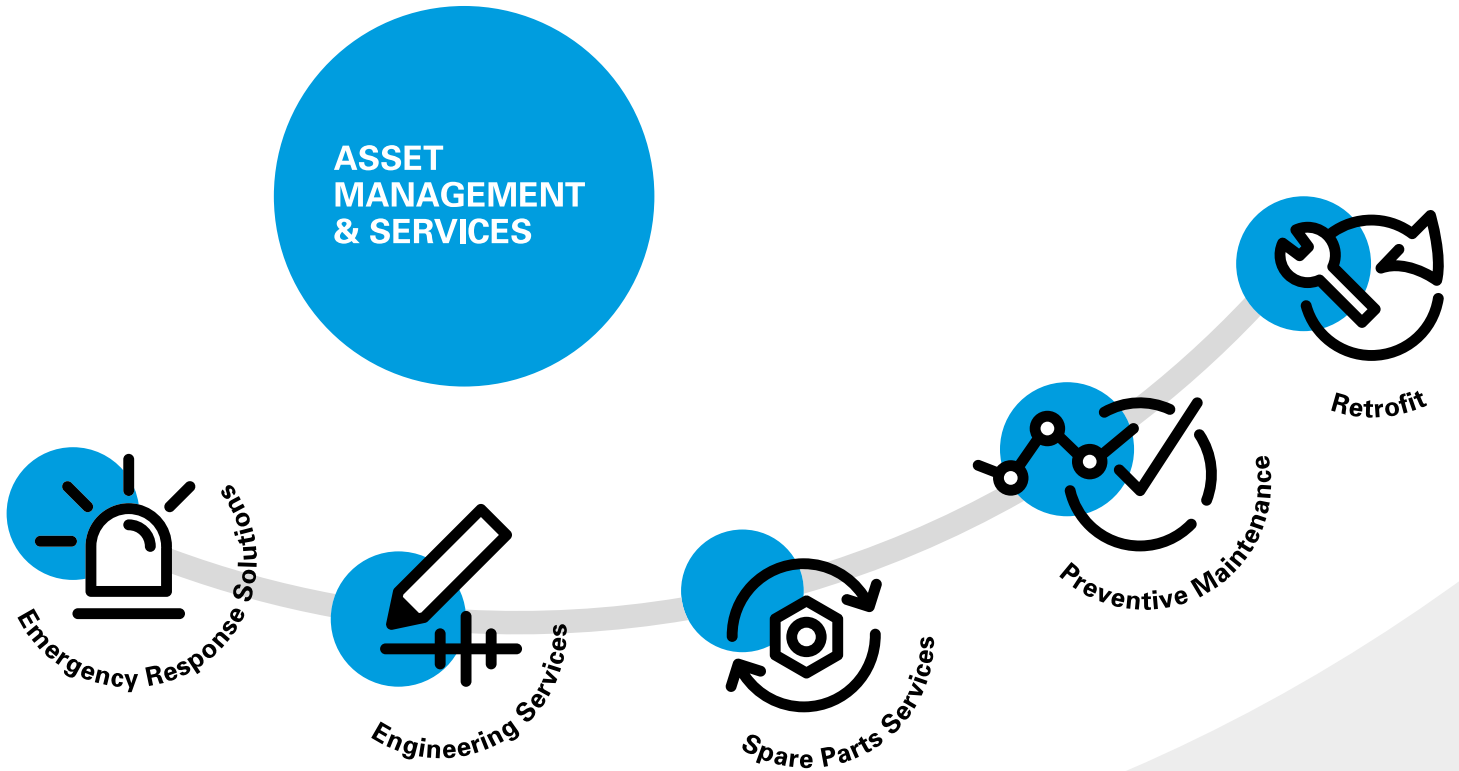 ASSET
MANAGEMENT
& SERVICES
Emergency Response Solutions
Engineering Services
Spare Parts Services
Preventive Maintenance
Retrofit